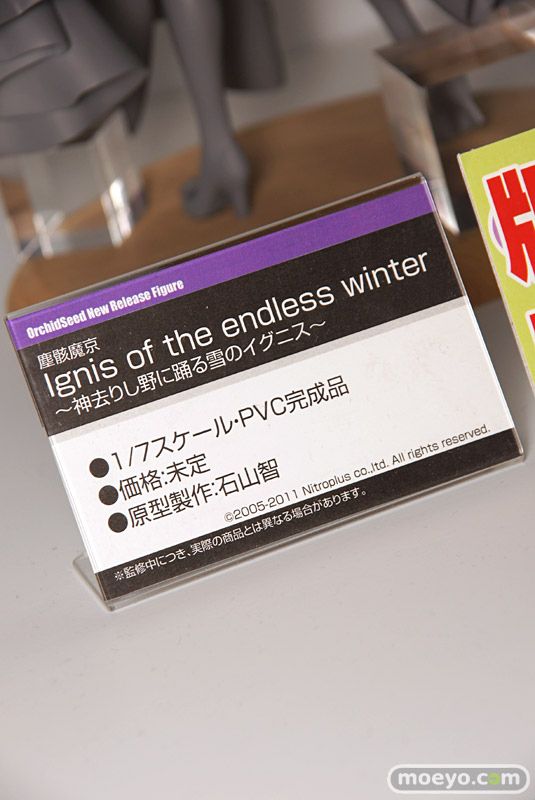 OrchidSeed New Release Figure
塵骸魔京
Ignis of the endless winter
～神去りし野に踊る雪のイグニス～
●1/7スケール・PVC完成品
●価格:未定
●原型製作:石山智
©2005-2011 Nitroplus co.,ltd. All rights reserved.
※監修中につき、実際の商品とは異なる場合があります。
moeyo.com